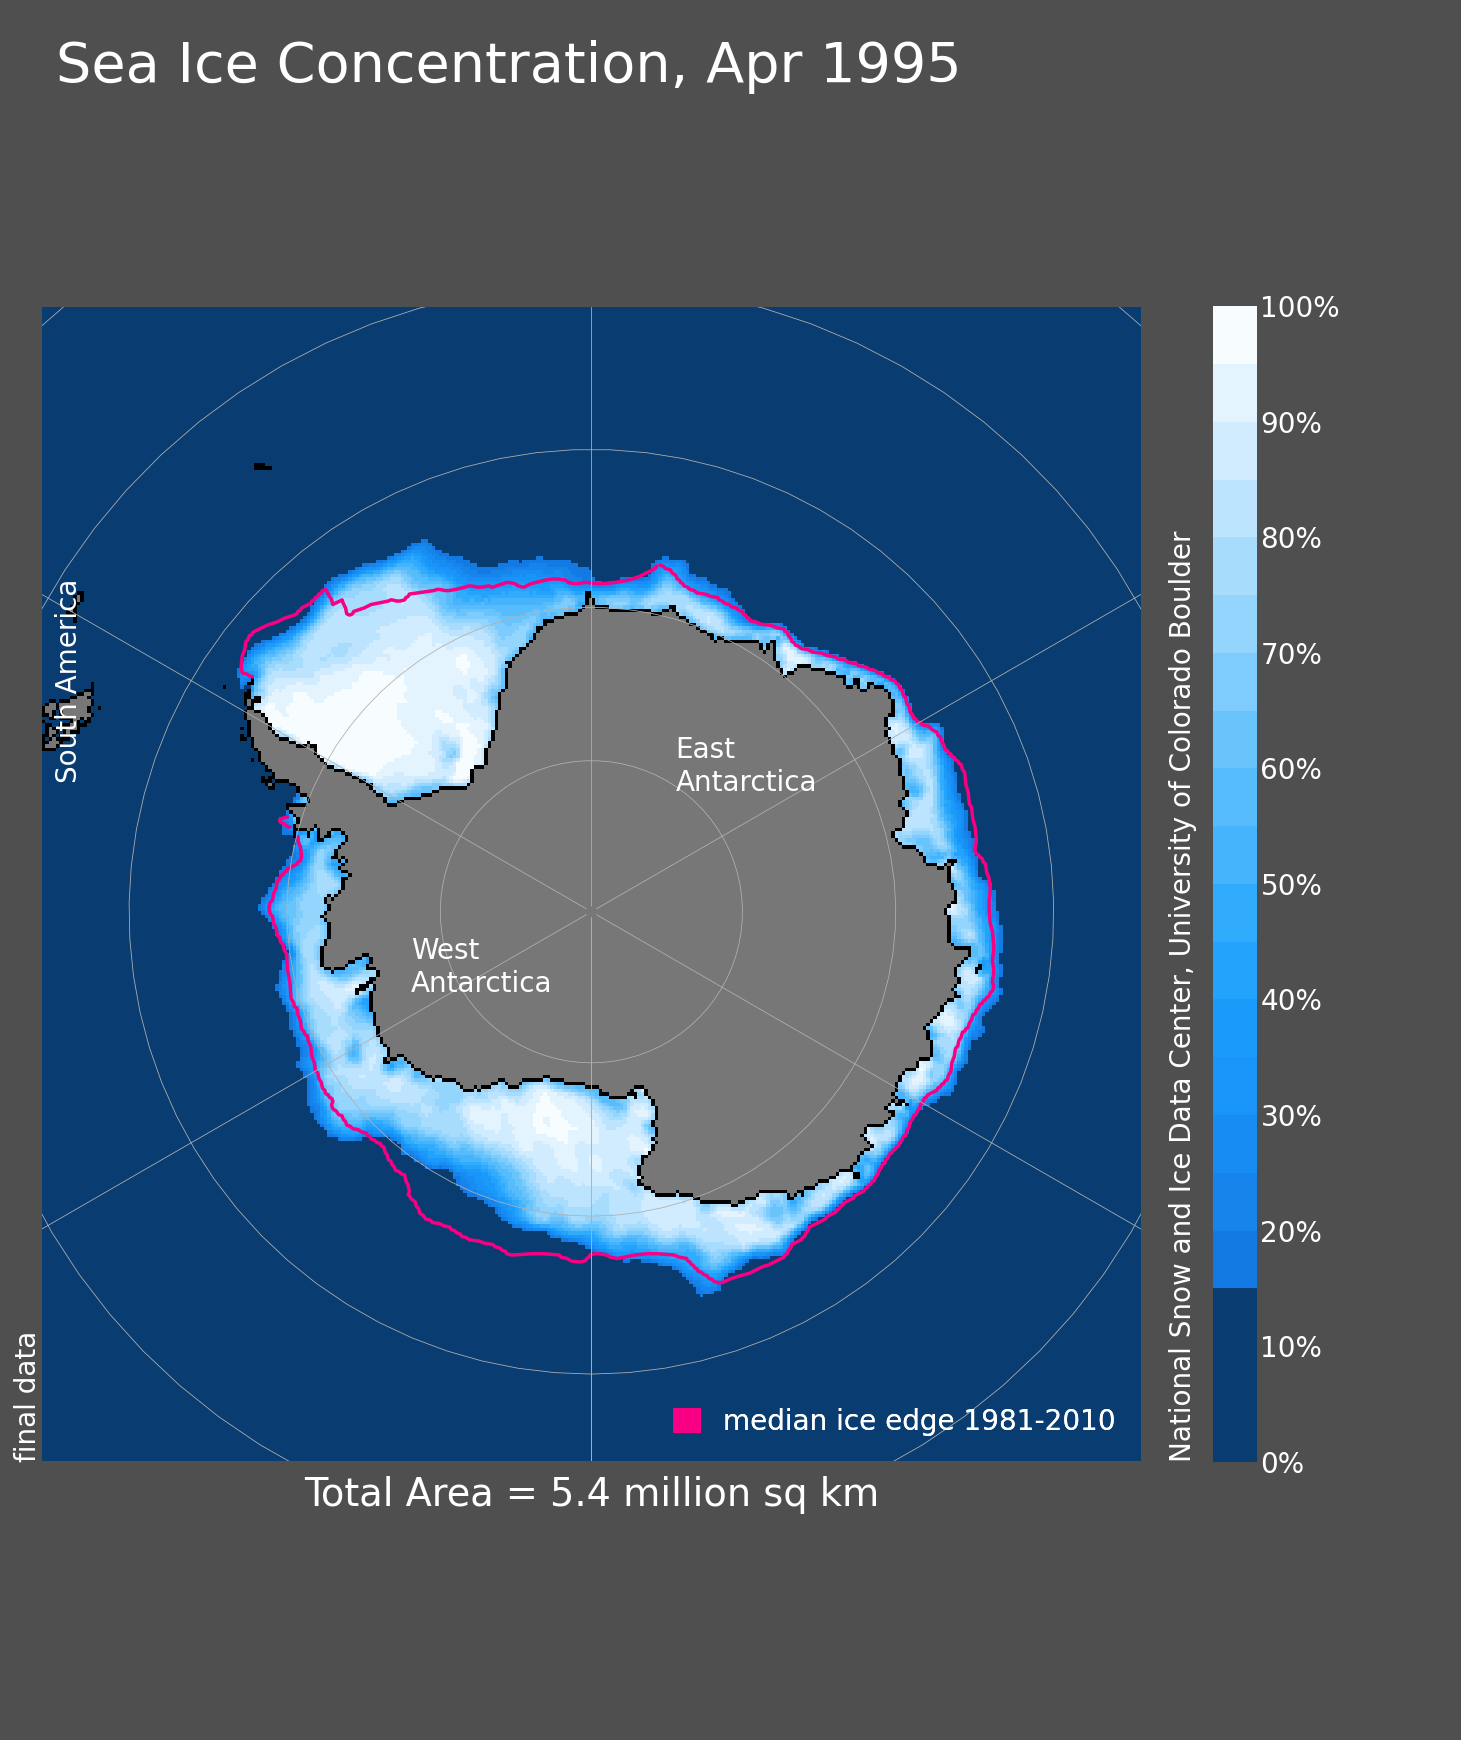 Sea Ice Concentration, Apr 1995
South America
East
Antarctica
West
Antarctica
median ice edge 1981-2010
final data
Total Area = 5.4 million sq km
National Snow and Ice Data Center, University of Colorado Boulder
100%
90%
80%
70%
60%
50%
40%
30%
20%
10%
0%